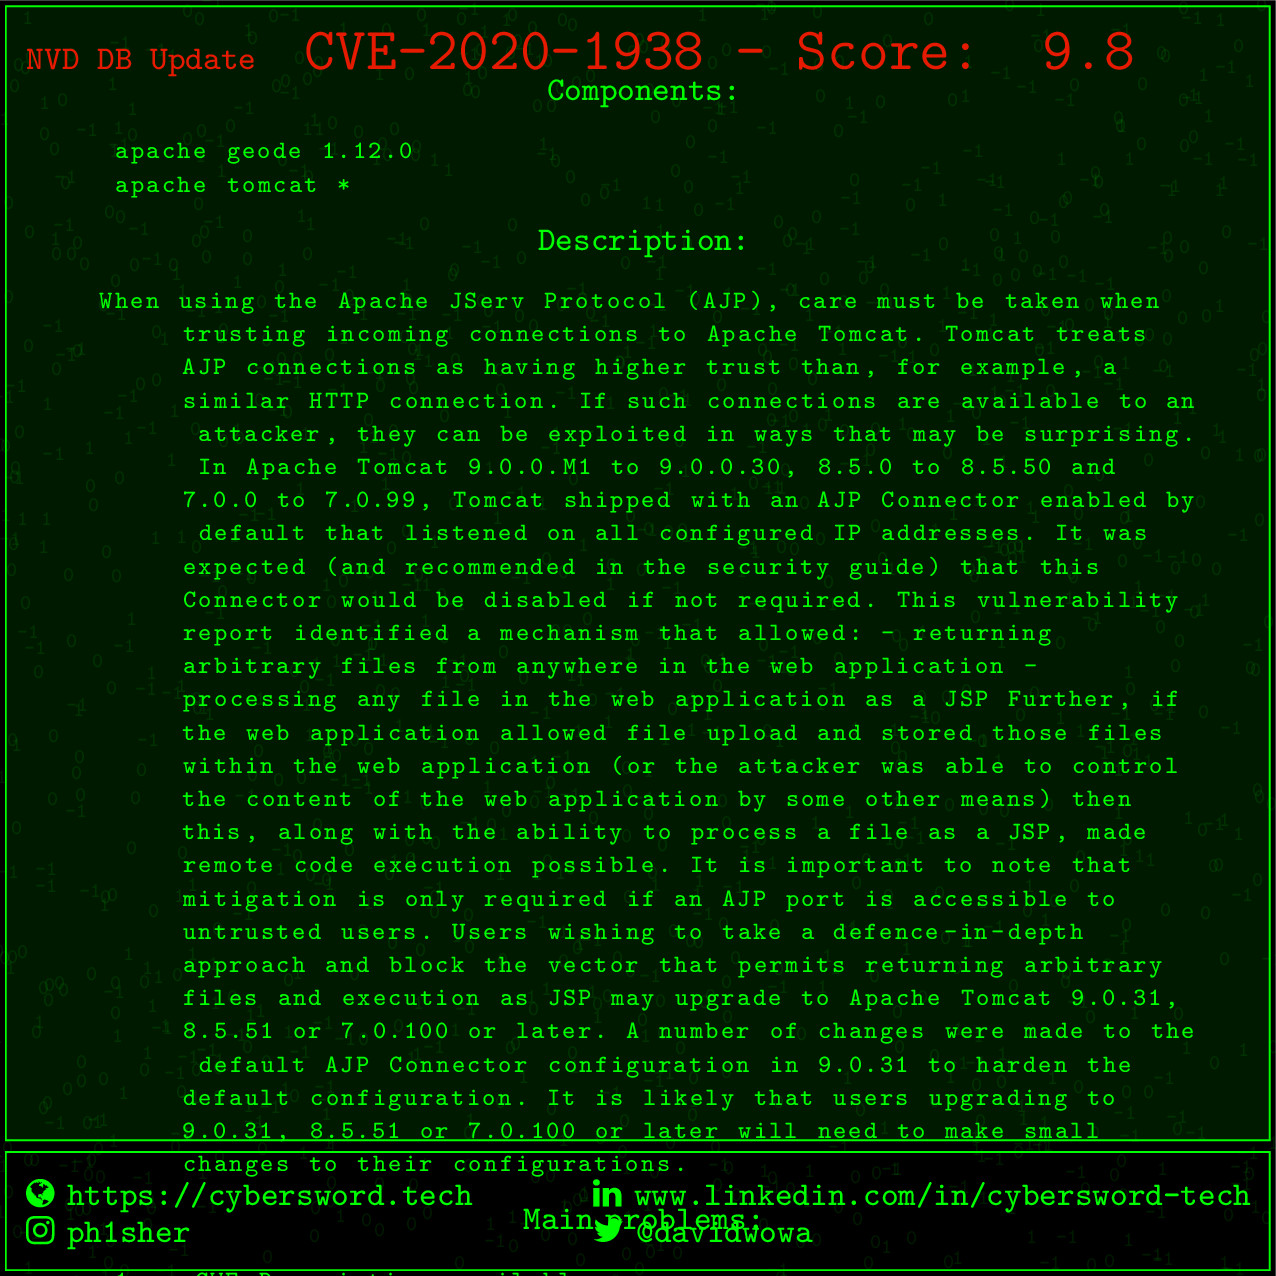 NVD DB Update CVE-2020-1938 - Score: 9.8
Components:
apache geode 1.12.0
apache tomcat *
Description:
When using the Apache JServ Protocol (AJP), care must be taken when
trusting incoming connections to Apache Tomcat. Tomcat treats
AJP connections as having higher trust than, for example, a
similar HTTP connection. If such connections are available to an
attacker, they can be exploited in ways that may be surprising.
In Apache Tomcat 9.0.0.M1 to 9.0.0.30, 8.5.0 to 8.5.50 and
7.0.0 to 7.0.99, Tomcat shipped with an AJP Connector enabled by
default that listened on all configured IP addresses. It was
expected (and recommended in the security guide) that this
Connector would be disabled if not required. This vulnerability
report identified a mechanism that allowed: - returning
arbitrary files from anywhere in the web application -
processing any file in the web application as a JSP Further, if
the web application allowed file upload and stored those files
within the web application (or the attacker was able to control
the content of the web application by some other means) then
this, along with the ability to process a file as a JSP, made
remote code execution possible. It is important to note that
mitigation is only required if an AJP port is accessible to
untrusted users. Users wishing to take a defence-in-depth
approach and block the vector that permits returning arbitrary
files and execution as JSP may upgrade to Apache Tomcat 9.0.31,
8.5.51 or 7.0.100 or later. A number of changes were made to the
default AJP Connector configuration in 9.0.31 to harden the
default configuration. It is likely that users upgrading to
9.0.31, 8.5.51 or 7.0.100 or later will need to make small
changes to their configurations.
https://cybersword.tech www.linkedin.com/in/cybersword-tech
Main problems:
ph1sher @davidwowa